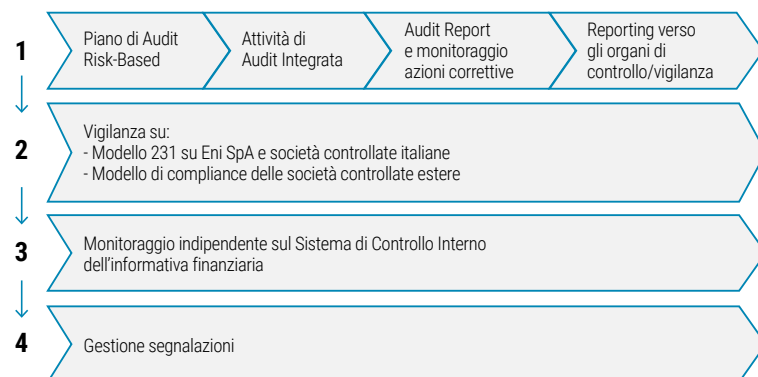 1
Piano di Audit
Risk-Based
Attività di
Audit Integrata
Audit Report
e monitoraggio
azioni correttive
Reporting verso
gli organi di
controllo/vigilanza
2
Vigilanza su:
- Modello 231 su Eni SpA e società controllate italiane
- Modello di compliance delle società controllate estere
3
Monitoraggio indipendente sul Sistema di Controllo Interno
dell'informativa finanziaria
4
Gestione segnalazioni